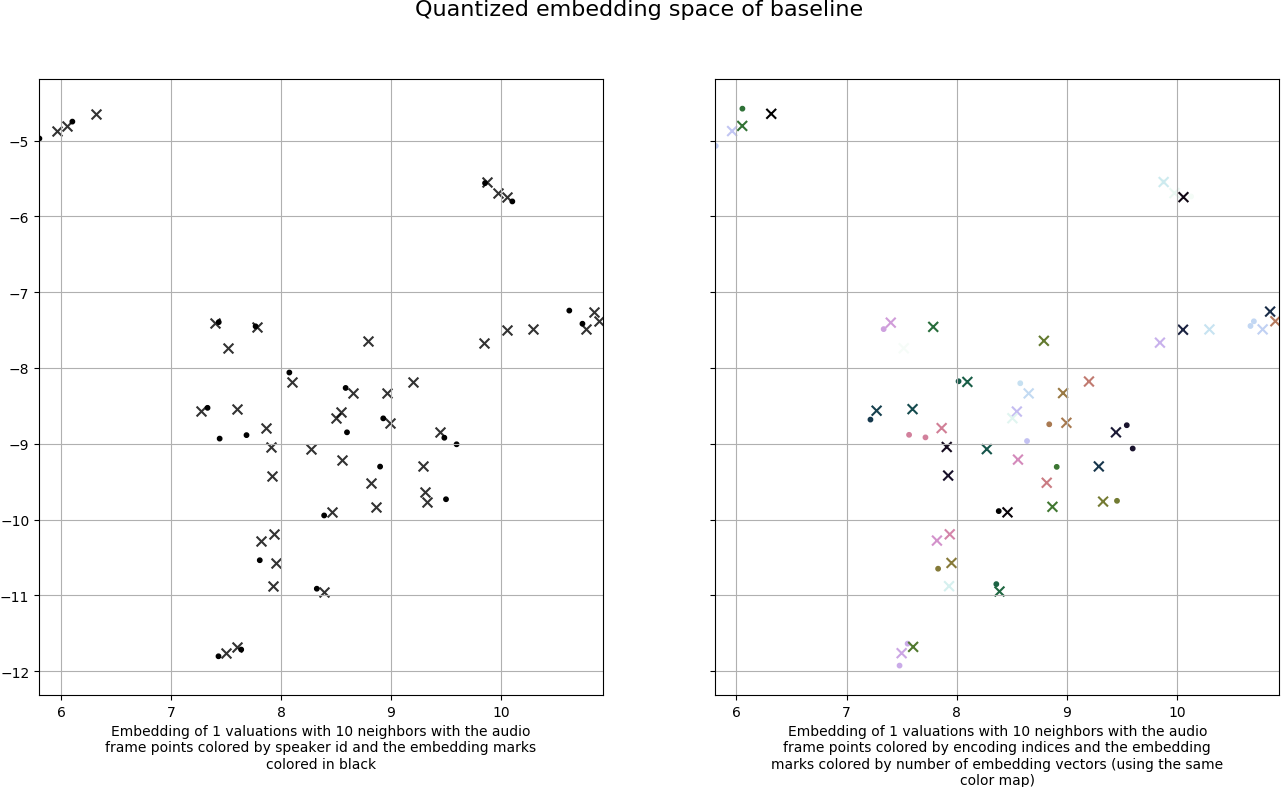 Quantized embedding space of baseline
−5
−6
−7
−8
−9
−10
−11
−12
6 7 8 9 10
6 7 8 9 10
Embedding of 1 valuations with 10 neighbors with the audio
frame points colored by speaker id and the embedding marks
colored in black
Embedding of 1 valuations with 10 neighbors with the audio
frame points colored by encoding indices and the embedding
marks colored by number of embedding vectors (using the same
color map)